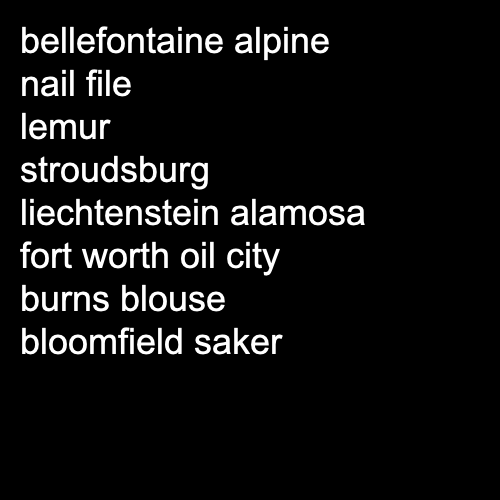 bellefontaine alpine
nail file
lemur
stroudsburg
liechtenstein alamosa
fort worth oil city
burns blouse
bloomfield saker